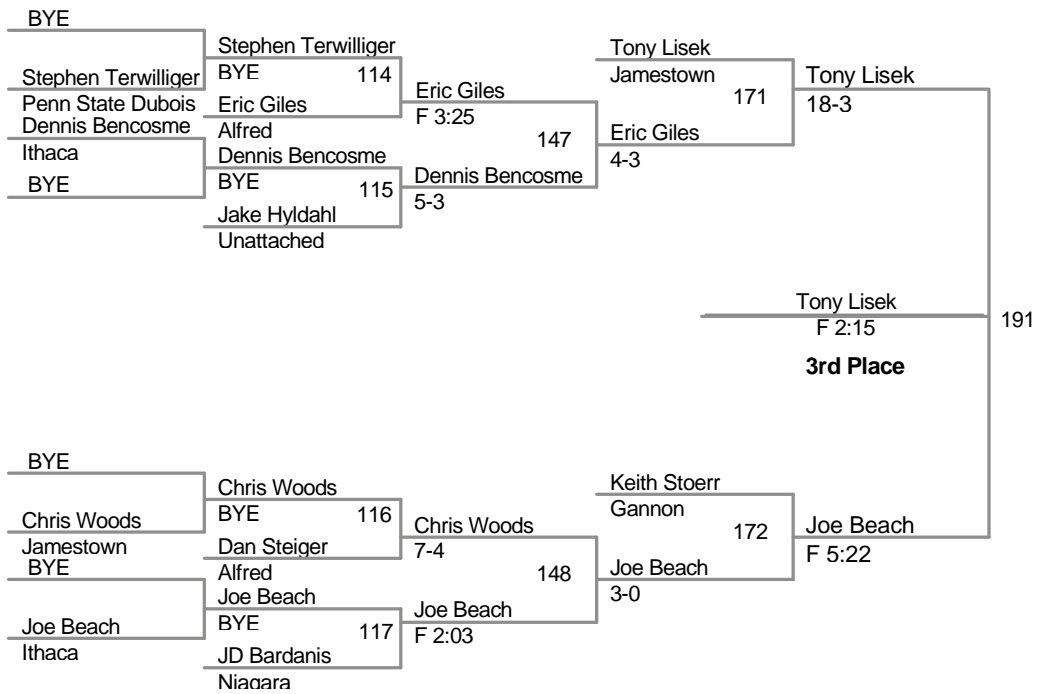 BYE
Stephen Terwilliger
Penn State Dubois
Dennis Bencosme
Ithaca
BYE
Stephen Terwilliger
BYE
114
Eric Giles
Alfred
Dennis Bencosme
BYE
115
Jake Hyldahl
Unattached
Eric Giles
F 3:25
147
Dennis Bencosme
5-3
Tony Lisek
Jamestown
171
Eric Giles
4-3
Tony Lisek
18-3
Tony Lisek
F 2:15
191
3rd Place
BYE
Chris Woods
Jamestown
BYE
Joe Beach
Ithaca
Chris Woods
BYE
116
Dan Steiger
Alfred
Joe Beach
BYE
117
JD Bardanis
Niagara
Chris Woods
7-4
148
Joe Beach
F 2:03
Keith Stoerr
Gannon
172
Joe Beach
3-0
Joe Beach
F 5:22